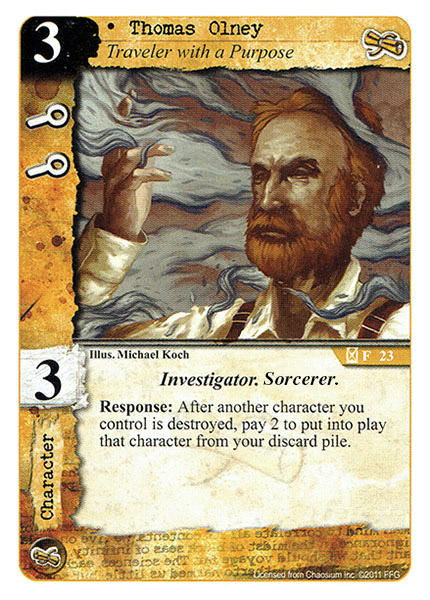 3
• Thomas Olney
Traveler with a Purpose
Illus. Michael Koch
F 23
3
Investigator. Sorcerer.
Response: After another character you
control is destroyed, pay 2 to put into play
that character from your discard pile.
Character
Licensed from Chaosium Inc. ©2011 FFG